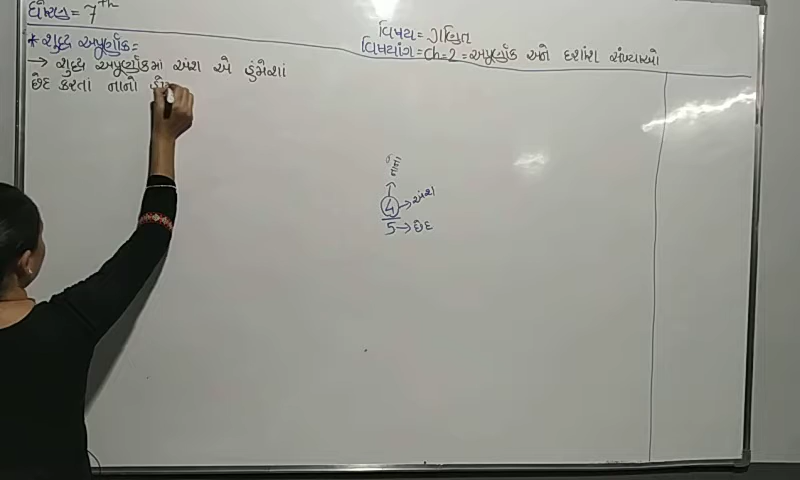 ધોરણ = 7th
વિષય = ગણિત
વિષયાંગ = Ch = 2 = અપૂર્ણાંક અને દશાંશ સંખ્યાઓ
* શુદ્ધ અપૂર્ણાંક =
→ શુદ્ધ અપૂર્ણાંકમાં અંશ એ હંમેશાં
છેદ કરતાં નાનો
નાનો
4 → અંશ
5 → છેદ